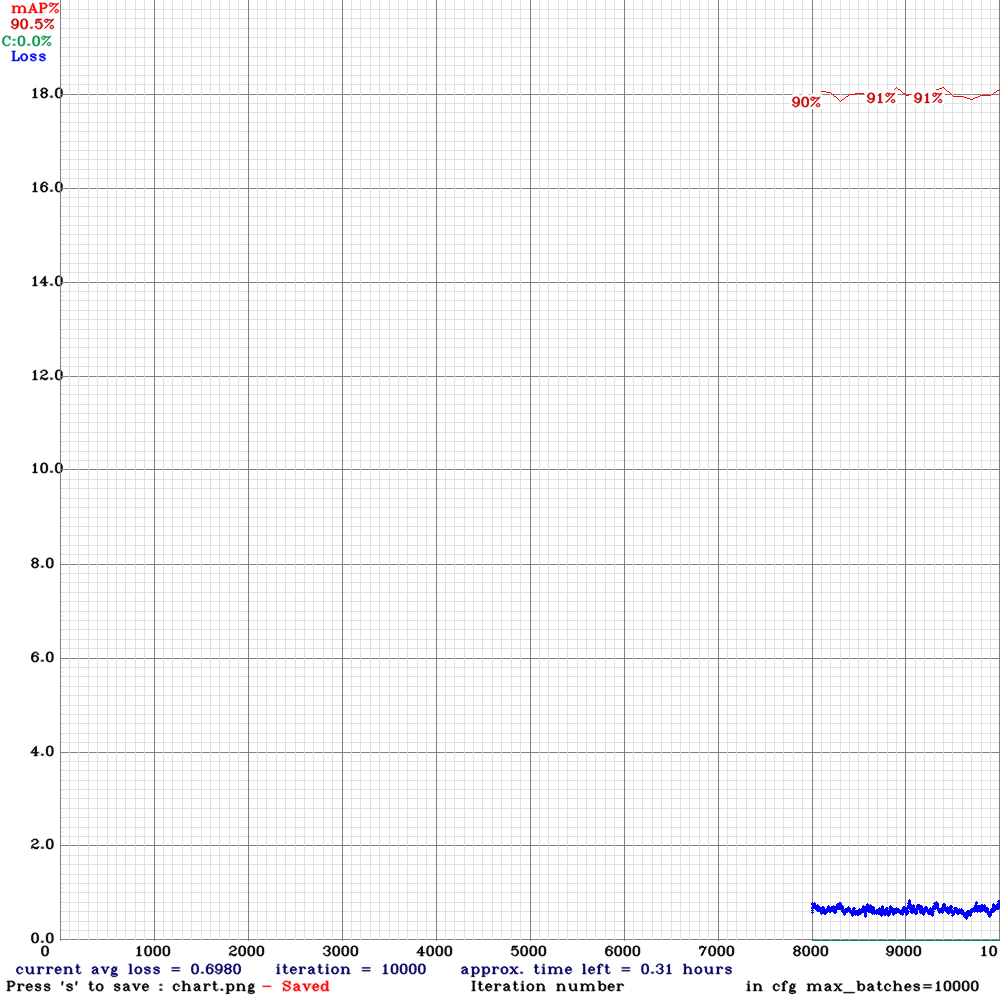 mAP%
90.5%
C:0.0%
Loss
18.0
90% 91% 91%
16.0
14.0
12.0
10.0
8.0
6.0
4.0
2.0
0.0
0 1000 2000 3000 4000 5000 6000 7000 8000 9000 10
current avg loss = 0.6980 iteration = 10000 approx. time left = 0.31 hours
Press 's' to save : chart.png - Saved Iteration number in cfg max_batches=10000